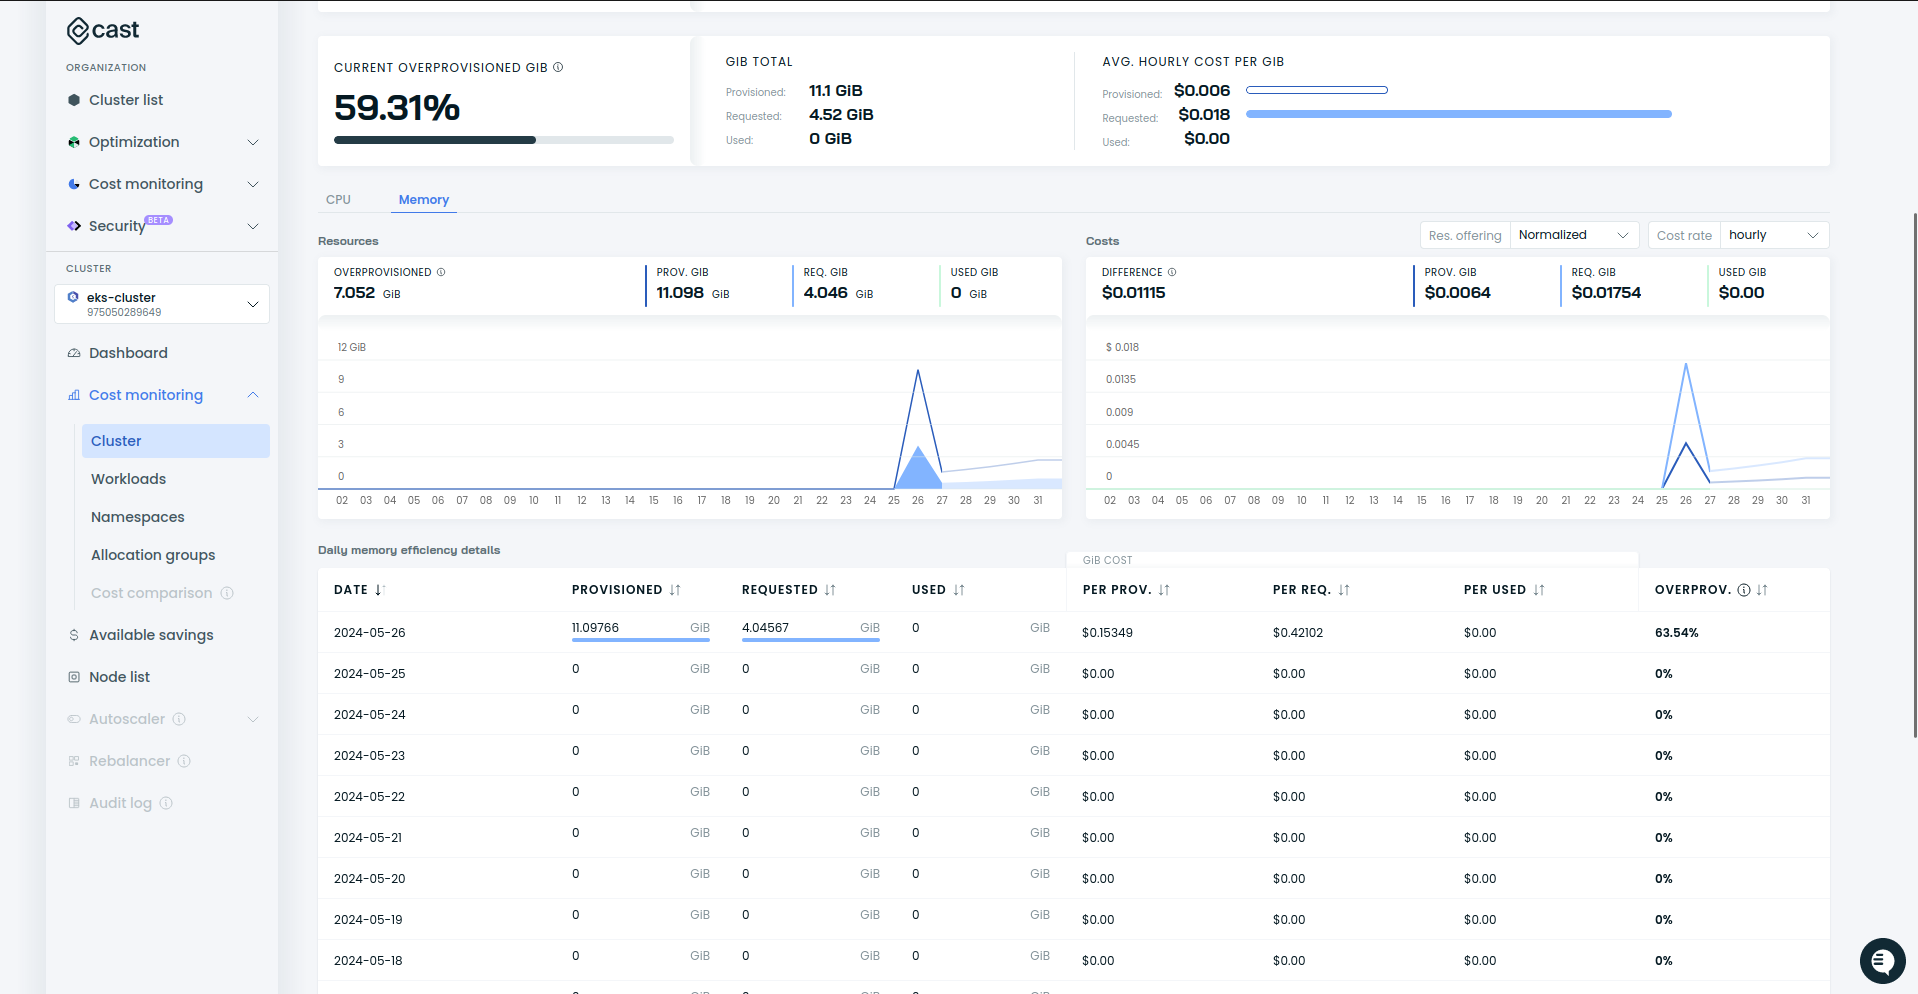 cast
ORGANIZATION
Cluster list
Optimization
Cost monitoring
Security BETA
CLUSTER
eks-cluster
975050289649
Dashboard
Cost monitoring
Cluster
Workloads
Namespaces
Allocation groups
Cost comparison
Available savings
Node list
Autoscaler
Rebalancer
Audit log
CURRENT OVERPROVISIONED GIB
59.31%
GIB TOTAL
Provisioned: 11.1 GiB
Requested: 4.52 GiB
Used: 0 GiB
AVG. HOURLY COST PER GIB
Provisioned: $0.006
Requested: $0.018
Used: $0.00
CPU Memory
Resources
OVERPROVISIONED PROV. GIB REQ. GIB USED GIB
7.052 GiB 11.098 GiB 4.046 GiB 0 GiB
12 GiB
9
6
3
0
02 03 04 05 06 07 08 09 10 11 12 13 14 15 16 17 18 19 20 21 22 23 24 25 26 27 28 29 30 31
Costs
Res. offering Normalized Cost rate hourly
DIFFERENCE PROV. GIB REQ. GIB USED GIB
$0.01115 $0.0064 $0.01754 $0.00
$ 0.018
0.0135
0.009
0.0045
0
02 03 04 05 06 07 08 09 10 11 12 13 14 15 16 17 18 19 20 21 22 23 24 25 26 27 28 29 30 31
Daily memory efficiency details
GiB COST
DATE PROVISIONED REQUESTED USED PER PROV. PER REQ. PER USED OVERPROV.
2024-05-26 11.09766 GiB 4.04567 GiB 0 GiB $0.15349 $0.42102 $0.00 63.54%
2024-05-25 0 GiB 0 GiB 0 GiB $0.00 $0.00 $0.00 0%
2024-05-24 0 GiB 0 GiB 0 GiB $0.00 $0.00 $0.00 0%
2024-05-23 0 GiB 0 GiB 0 GiB $0.00 $0.00 $0.00 0%
2024-05-22 0 GiB 0 GiB 0 GiB $0.00 $0.00 $0.00 0%
2024-05-21 0 GiB 0 GiB 0 GiB $0.00 $0.00 $0.00 0%
2024-05-20 0 GiB 0 GiB 0 GiB $0.00 $0.00 $0.00 0%
2024-05-19 0 GiB 0 GiB 0 GiB $0.00 $0.00 $0.00 0%
2024-05-18 0 GiB 0 GiB 0 GiB $0.00 $0.00 $0.00 0%